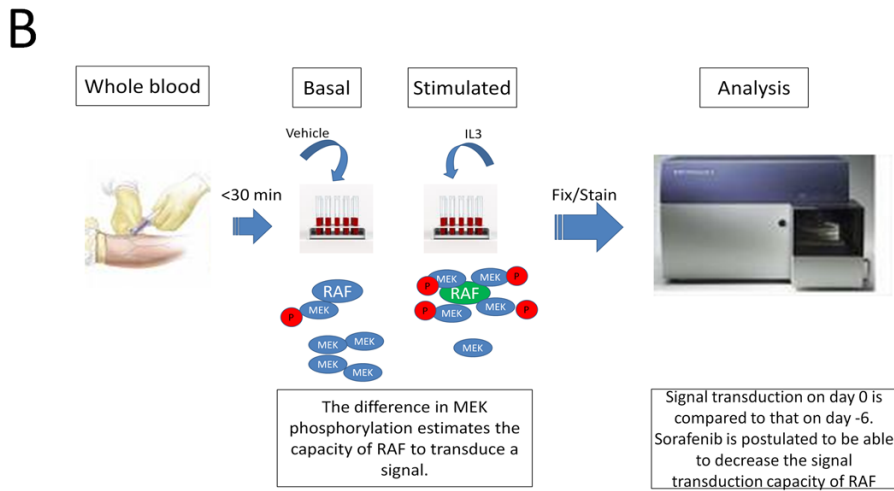 B
Whole blood
Basal
Stimulated
Analysis
Vehicle
IL3
<30 min
Fix/Stain
RAF
P
MEK
MEK
MEK
MEK
MEK
MEK
MEK
P
P
RAF
P
P
MEK
MEK
MEK
The difference in MEK
phosphorylation estimates the
capacity of RAF to transduce a
signal.
Signal transduction on day 0 is
compared to that on day -6.
Sorafenib is postulated to be able
to decrease the signal
transduction capacity of RAF